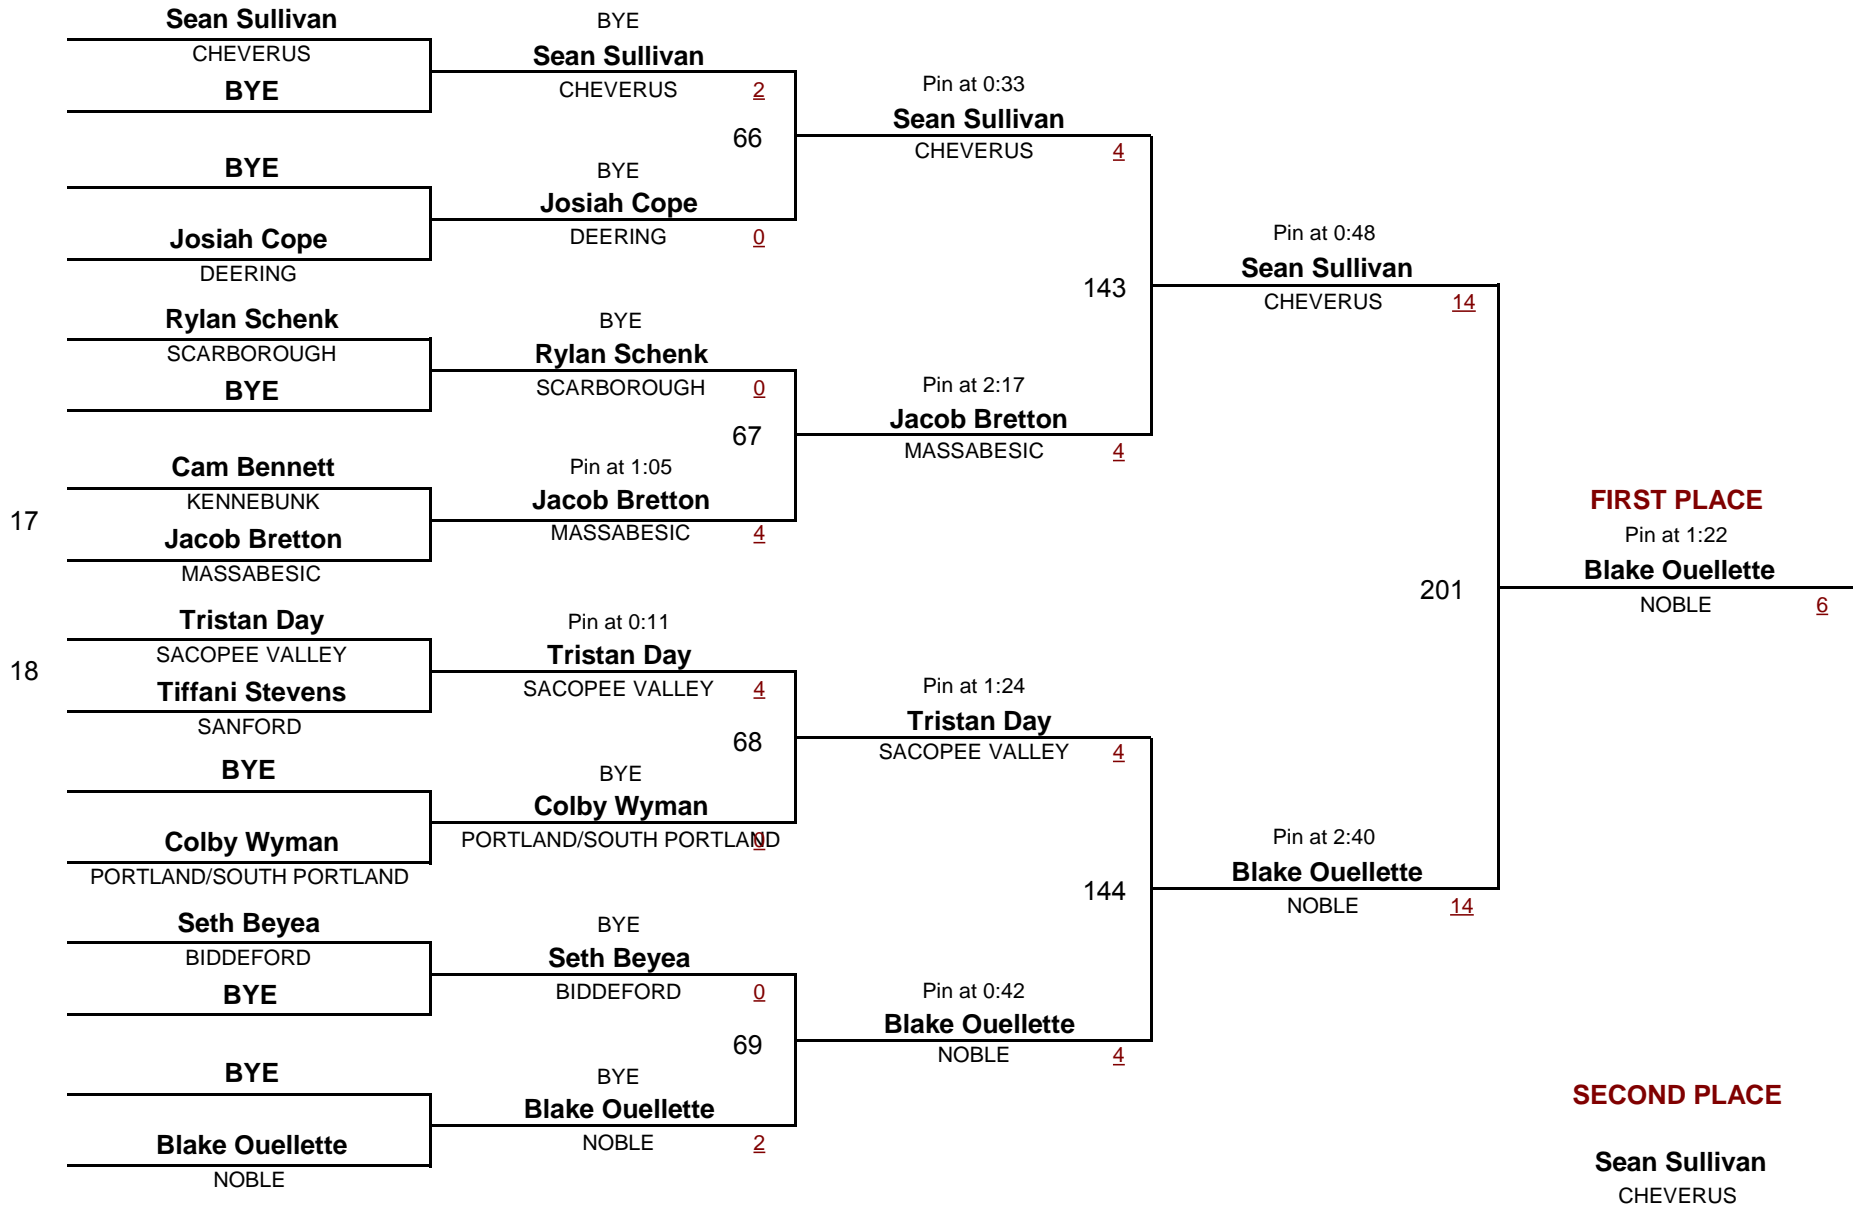 Sean Sullivan
CHEVERUS
BYE
BYE
Josiah Cope
DEERING
Rylan Schenk
SCARBOROUGH
BYE
17
Cam Bennett
KENNEBUNK
Jacob Bretton
MASSABESIC
18
Tristan Day
SACOPEE VALLEY
Tiffani Stevens
SANFORD
BYE
Colby Wyman
PORTLAND/SOUTH PORTLAND
Seth Beyea
BIDDEFORD
BYE
BYE
Blake Ouellette
NOBLE
BYE
Sean Sullivan
CHEVERUS 2
66
BYE
Josiah Cope
DEERING 0
BYE
Rylan Schenk
SCARBOROUGH 0
67
Pin at 1:05
Jacob Bretton
MASSABESIC 4
Pin at 0:11
Tristan Day
SACOPEE VALLEY 4
68
BYE
Colby Wyman
PORTLAND/SOUTH PORTLAND 0
BYE
Seth Beyea
BIDDEFORD 0
69
BYE
Blake Ouellette
NOBLE 2
Pin at 0:33
Sean Sullivan
CHEVERUS 4
143
Pin at 2:17
Jacob Bretton
MASSABESIC 4
Pin at 1:24
Tristan Day
SACOPEE VALLEY 4
144
Pin at 0:42
Blake Ouellette
NOBLE 4
Pin at 0:48
Sean Sullivan
CHEVERUS 14
201
Pin at 2:40
Blake Ouellette
NOBLE 14
FIRST PLACE
Pin at 1:22
Blake Ouellette
NOBLE 6
SECOND PLACE
Sean Sullivan
CHEVERUS